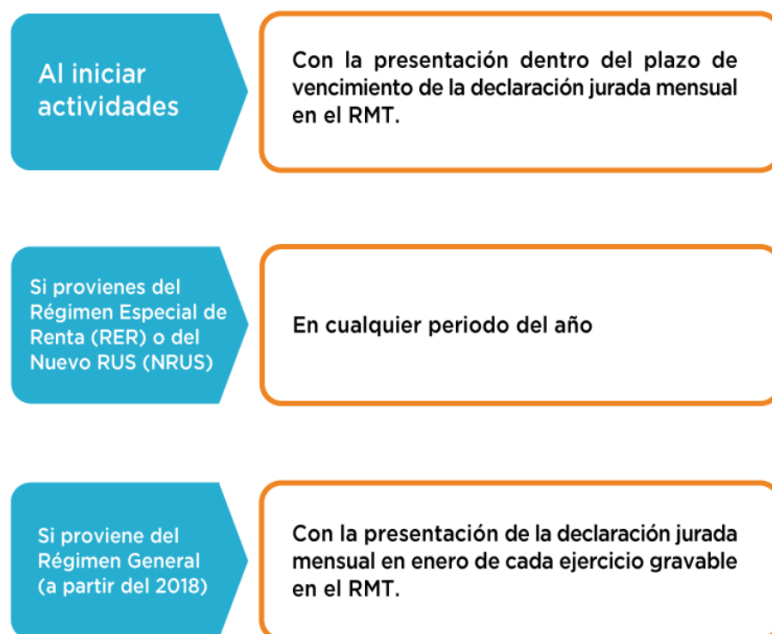 Al iniciar
actividades
Con la presentación dentro del plazo de
vencimiento de la declaración jurada mensual
en el RMT.
Si provienes del
Régimen Especial de
Renta (RER) o del
Nuevo RUS (NRUS)
En cualquier periodo del año
Si proviene del
Régimen General
(a partir del 2018)
Con la presentación de la declaración jurada
mensual en enero de cada ejercicio gravable
en el RMT.